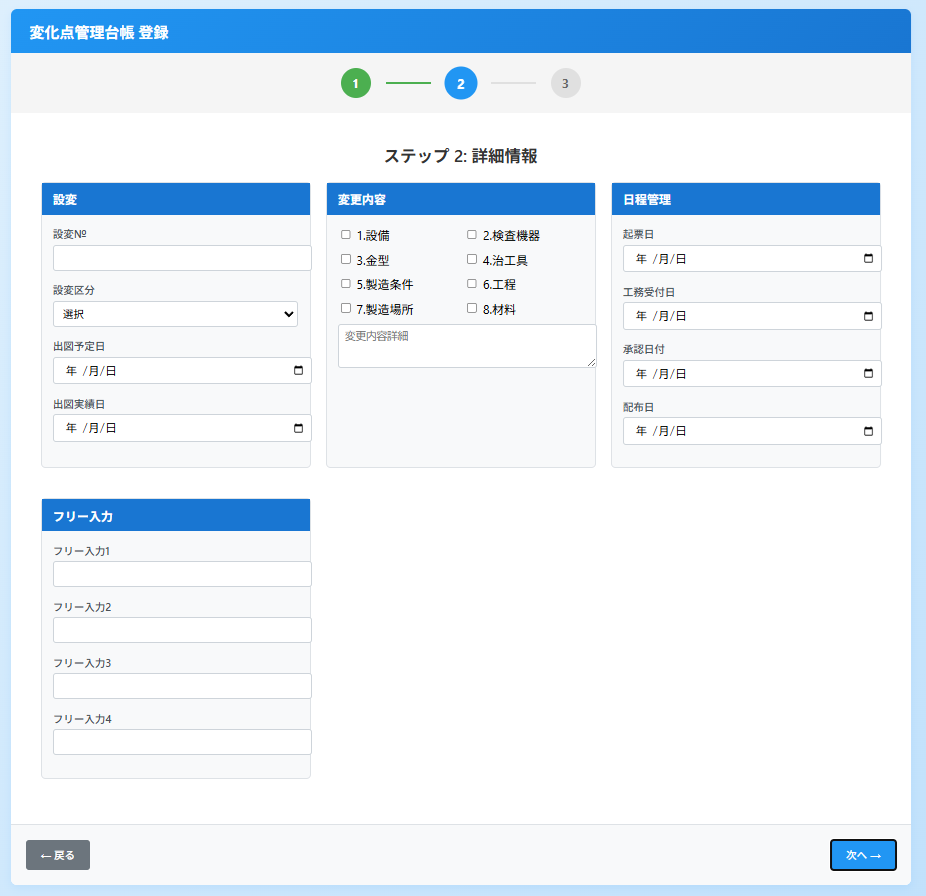 変化点管理台帳 登録
1
2
3
ステップ 2: 詳細情報
設変
設変№
設変区分
選択
出図予定日
年 /月/日
出図実績日
年 /月/日
変更内容
1.設備
2.検査機器
3.金型
4.治工具
5.製造条件
6.工程
7.製造場所
8.材料
変更内容詳細
日程管理
起票日
年 /月/日
工務受付日
年 /月/日
承認日付
年 /月/日
配布日
年 /月/日
フリー入力
フリー入力1
フリー入力2
フリー入力3
フリー入力4
← 戻る
次へ →